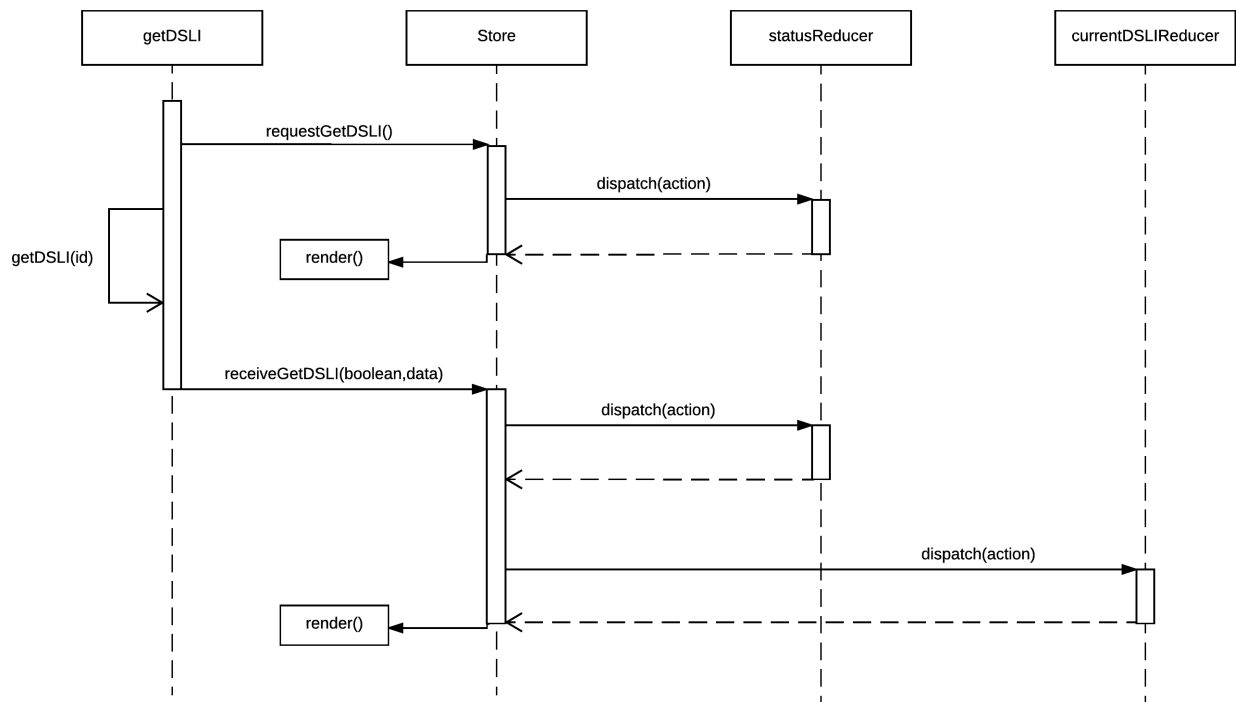 getDSLI
Store
statusReducer
currentDSLIReducer
requestGetDSLI()
dispatch(action)
getDSLI(id)
render()
receiveGetDSLI(boolean,data)
dispatch(action)
dispatch(action)
render()